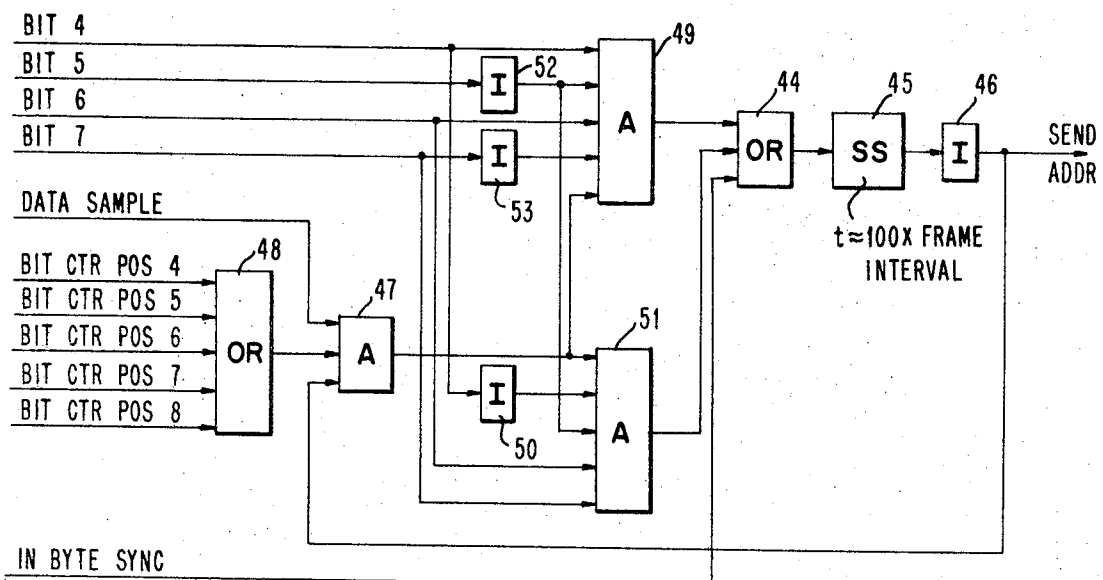 BIT 4
BIT 5
BIT 6
BIT 7
DATA SAMPLE
BIT CTR POS 4
BIT CTR POS 5
BIT CTR POS 6
BIT CTR POS 7
BIT CTR POS 8
IN BYTE SYNC
48
OR
47
A
52
I
I
53
49
A
I
50
51
A
44
OR
45
SS
t≈100X FRAME
INTERVAL
46
I
SEND
ADDR